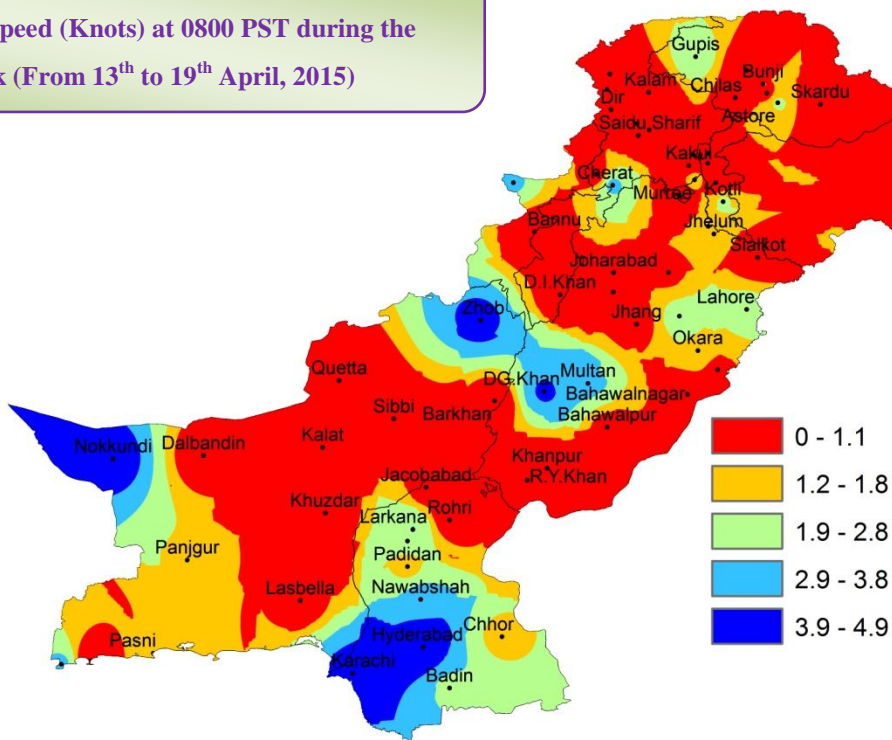 peed (Knots) at 0800 PST during the
k (From 13th to 19th April, 2015)
Gupis
Kalam
Chilas
Bunji
Skardu
Dir
Astore
Saidu Sharif
Kakul
Cherat
Murree
Kotli
Bannu
Jhelum
Sialkot
Joharabad
D.I.Khan
Lahore
Zhob
Jhang
Okara
Quetta
DG.Khan
Multan
Bahawalnagar
Sibbi
Barkhan
Bahawalpur
Nokkundi
Dalbandin
Kalat
Khanpur
Jacobabad
R.Y.Khan
Khuzdar
Rohri
Larkana
Panjgur
Padidan
Lasbella
Nawabshah
Pasni
Hyderabad
Chhor
Karachi
Badin
0 - 1.1
1.2 - 1.8
1.9 - 2.8
2.9 - 3.8
3.9 - 4.9